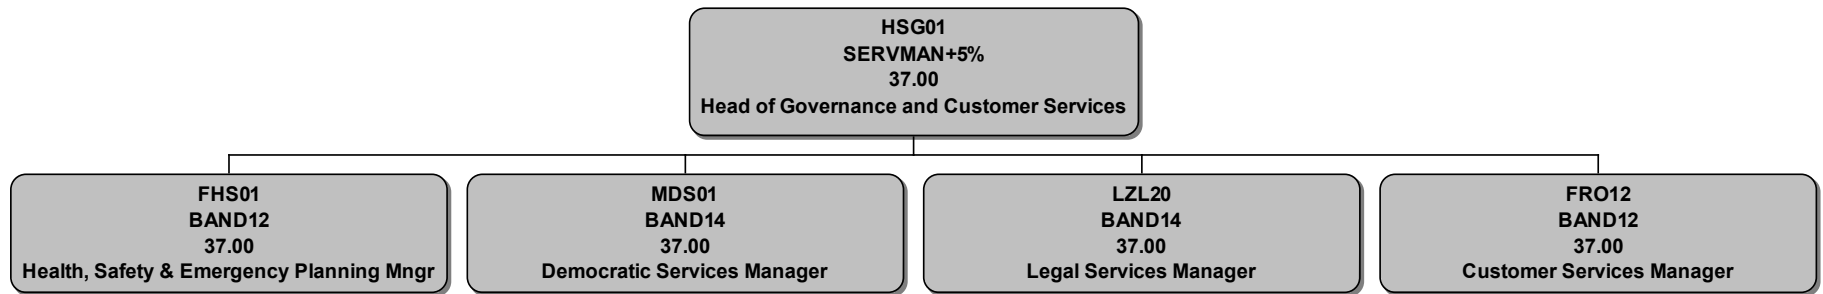 HSG01
SERVMAN+5%
37.00
Head of Governance and Customer Services
FHS01
BAND12
37.00
Health, Safety & Emergency Planning Mngr
MDS01
BAND14
37.00
Democratic Services Manager
LZL20
BAND14
37.00
Legal Services Manager
FRO12
BAND12
37.00
Customer Services Manager